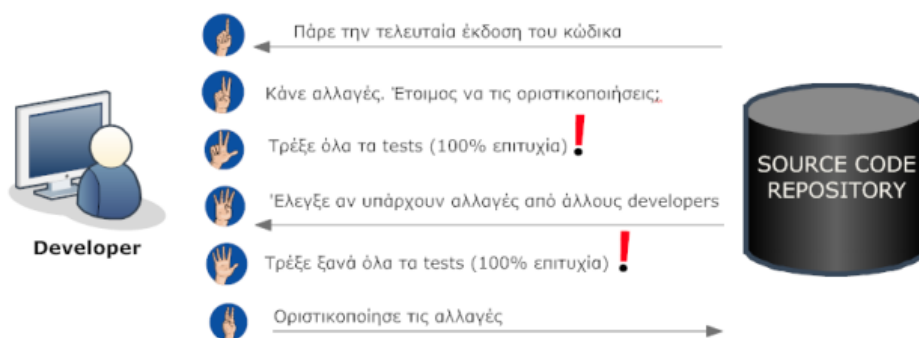 Πάρε την τελευταία έκδοση του κώδικα
Κάνε αλλαγές. Έτοιμος να τις οριστικοποιήσεις;
Τρέξε όλα τα tests (100% επιτυχία) !
Έλεγξε αν υπάρχουν αλλαγές από άλλους developers
Τρέξε ξανά όλα τα tests (100% επιτυχία) !
Οριστικοποίησε τις αλλαγές
Developer
SOURCE CODE
REPOSITORY